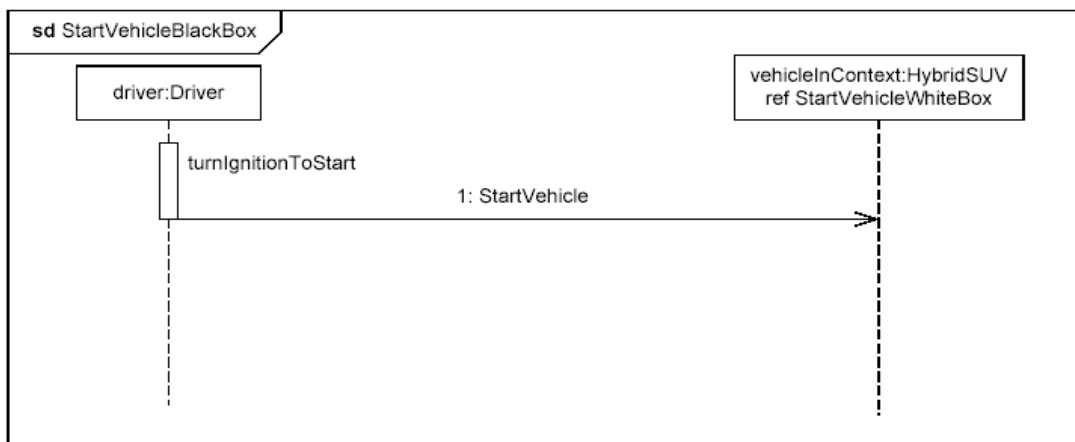 sd StartVehicleBlackBox
driver:Driver
vehicleInContext:HybridSUV
ref StartVehicleWhiteBox
turnIgnitionToStart
1: StartVehicle